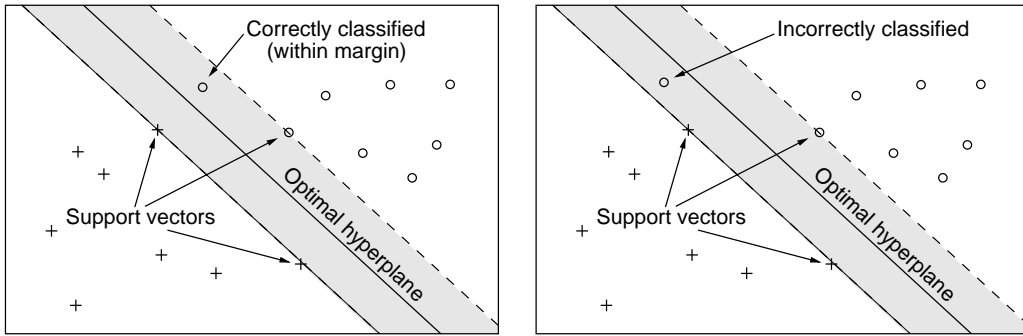 Correctly classified
(within margin)
Support vectors
Optimal hyperplane
Incorrectly classified
Support vectors
Optimal hyperplane